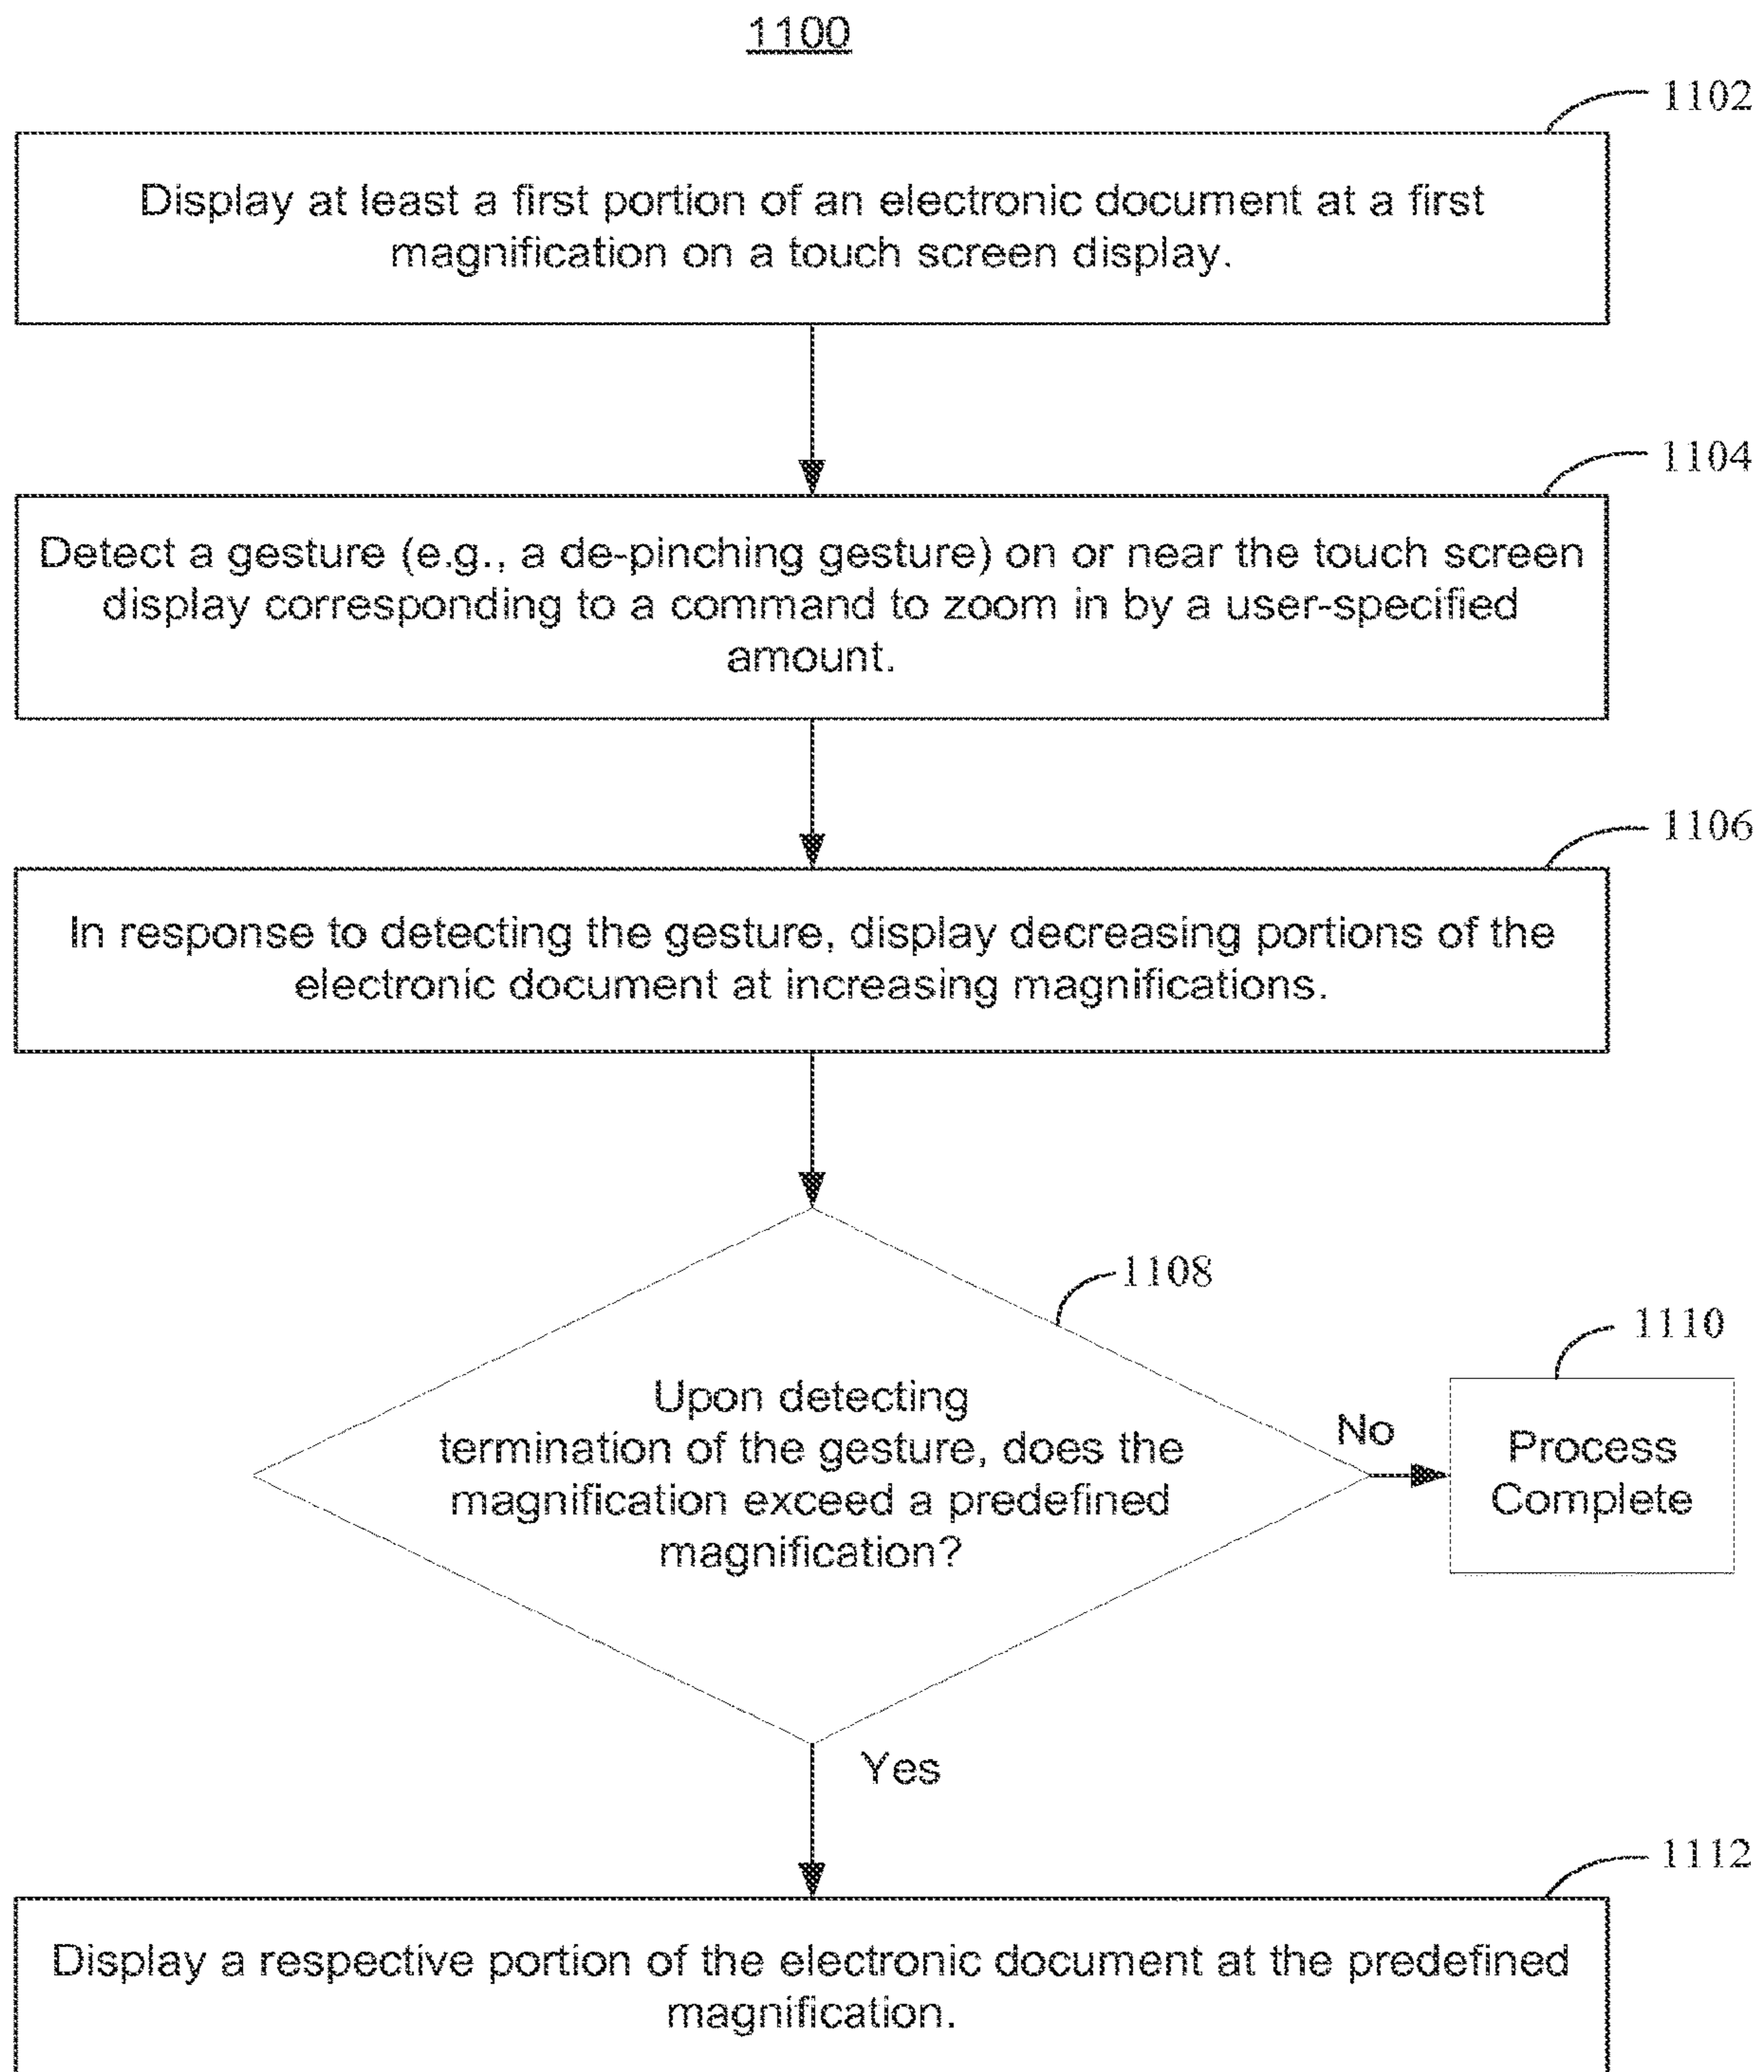 1100
1102
Display at least a first portion of an electronic document at a first
magnification on a touch screen display.
1104
Detect a gesture (e.g., a de-pinching gesture) on or near the touch screen
display corresponding to a command to zoom in by a user-specified
amount.
1106
In response to detecting the gesture, display decreasing portions of the
electronic document at increasing magnifications.
1108
Upon detecting
termination of the gesture, does the
magnification exceed a predefined
magnification?
No
1110
Process
Complete
Yes
1112
Display a respective portion of the electronic document at the predefined
magnification.